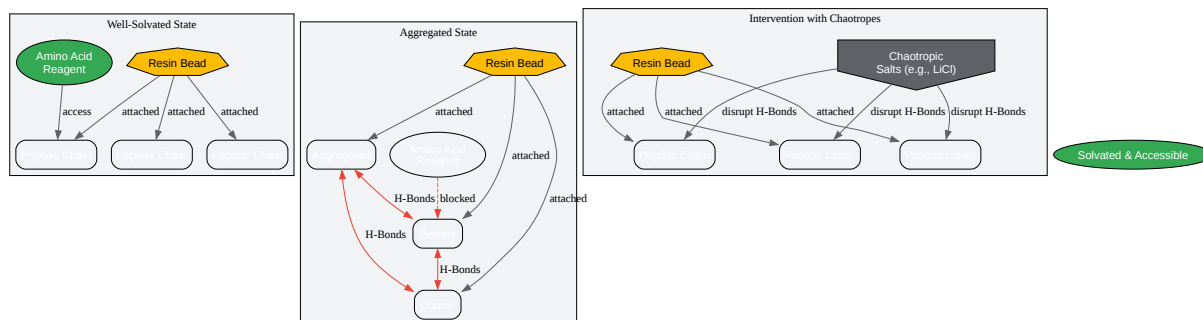 Well-Solvated State
Amino Acid
Reagent
Resin Bead
access
attached
attached
attached
Peptide Chain
Peptide Chain
Peptide Chain
Aggregated State
Resin Bead
attached
Aggregated
Amino Acid
Reagent
attached
H-Bonds
blocked
attached
Peptide
H-Bonds
H-Bonds
Chains
Intervention with Chaotropes
Resin Bead
Chaotropic
Salts (e.g., LiCl)
attached
attached
disrupt H-Bonds
attached
disrupt H-Bonds
disrupt H-Bonds
Peptide Chain
Peptide Chain
Peptide Chain
Solvated & Accessible